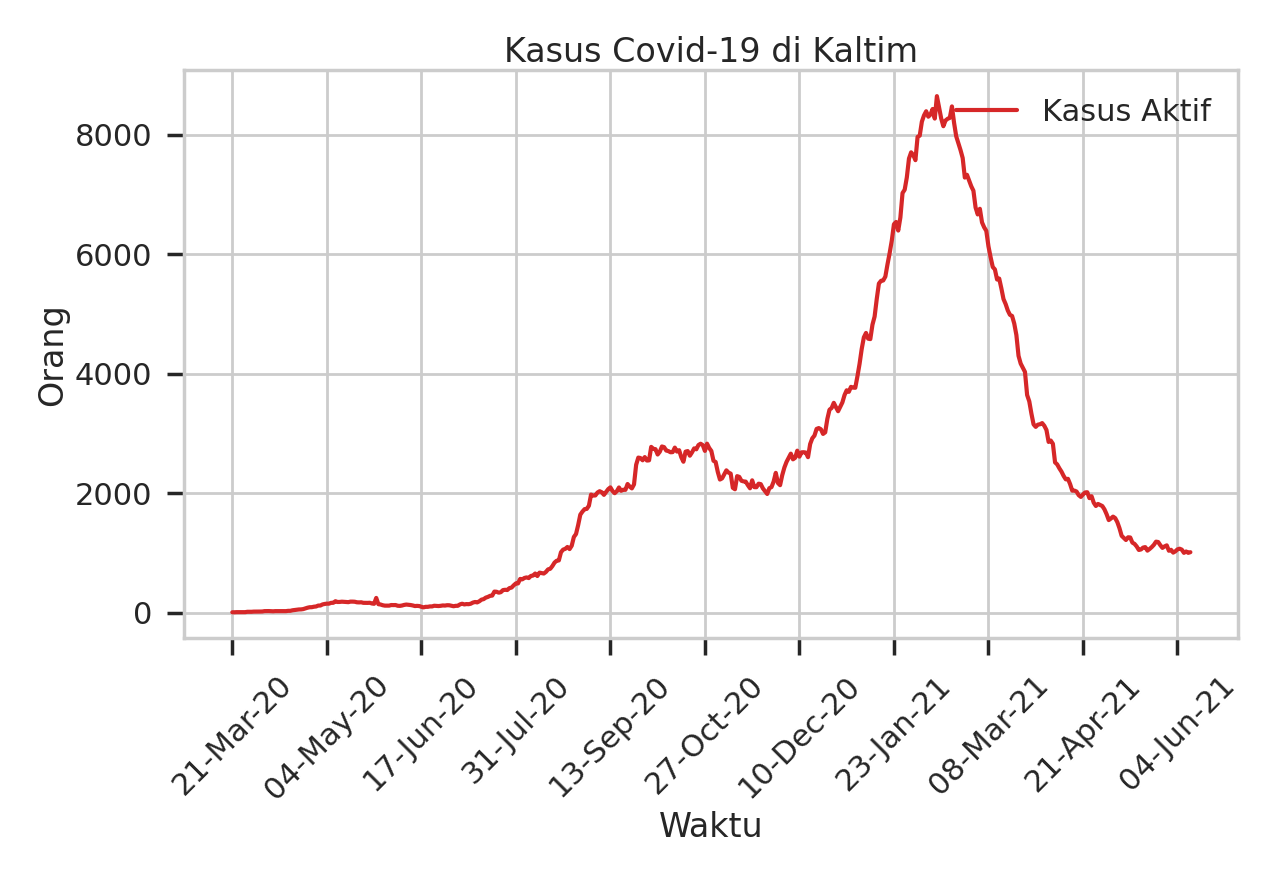 Kasus Covid-19 di Kaltim
Kasus Aktif
8000
6000
4000
2000
0
Orang
21-Mar-20
04-May-20
17-Jun-20
31-Jul-20
13-Sep-20
27-Oct-20
10-Dec-20
23-Jan-21
08-Mar-21
21-Apr-21
04-Jun-21
Waktu